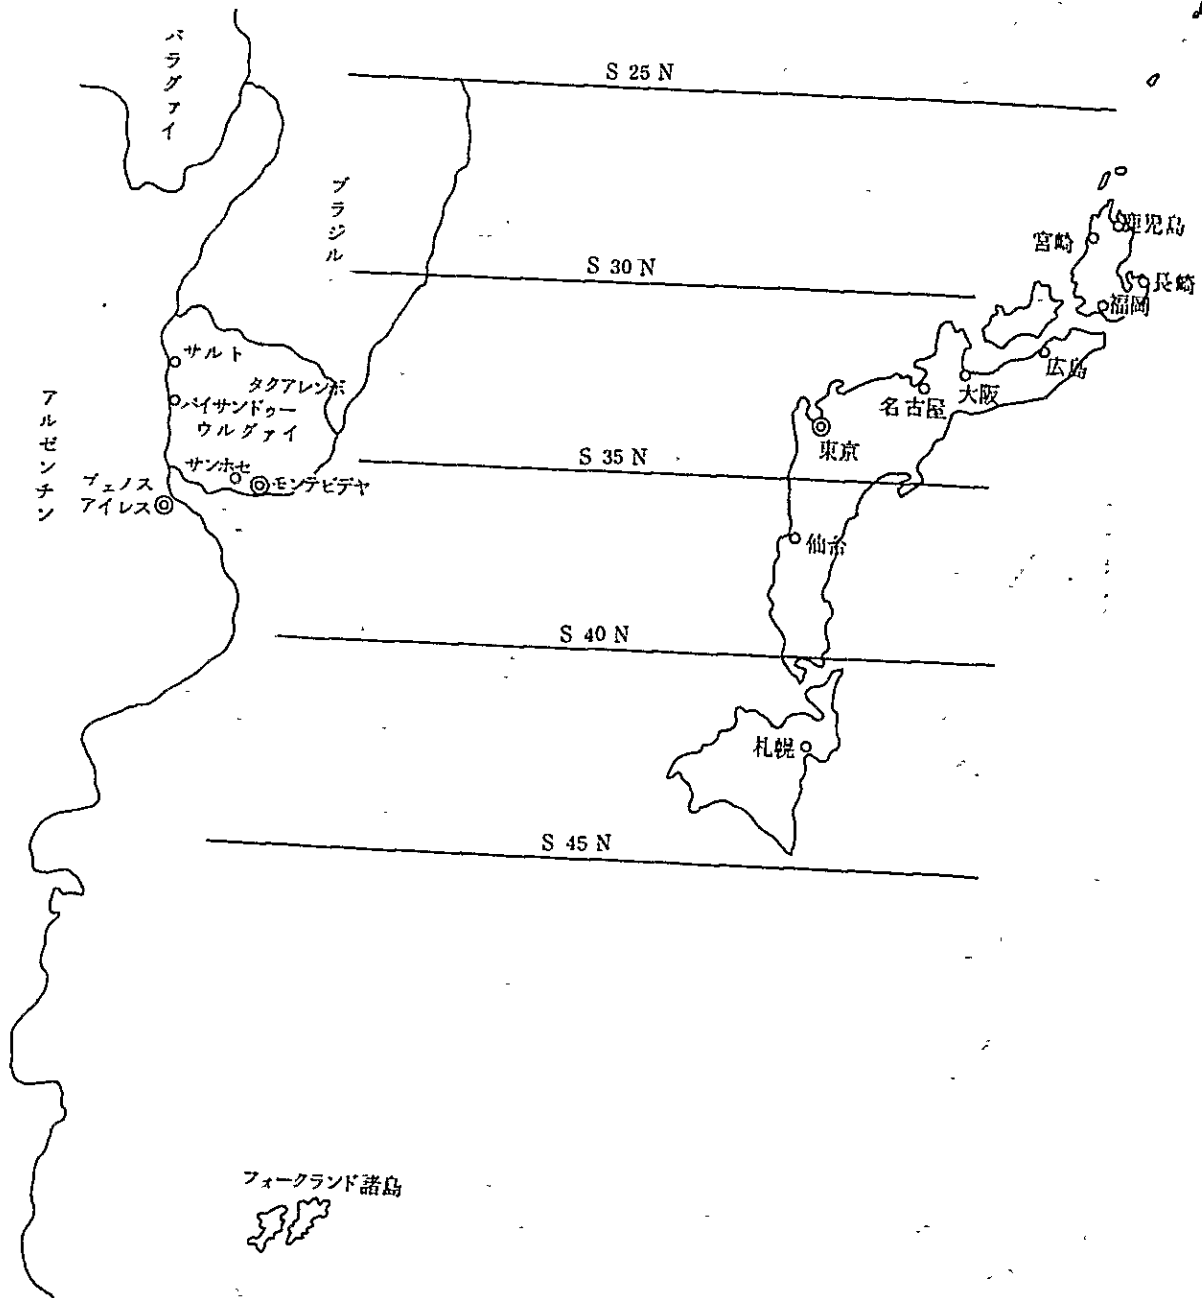 パラグァイ
S 25 N
ブラジル
鹿児島
宮崎
S 30 N
長崎
福岡
サルト
広島
タクアレンボ
大阪
アルゼンチン
パイサンドゥー
名古屋
ウルグァイ
東京
S 35 N
サンホセ
モンテビデヤ
ブェノス
アイレス
仙台
S 40 N
札幌
S 45 N
フォークランド諸島